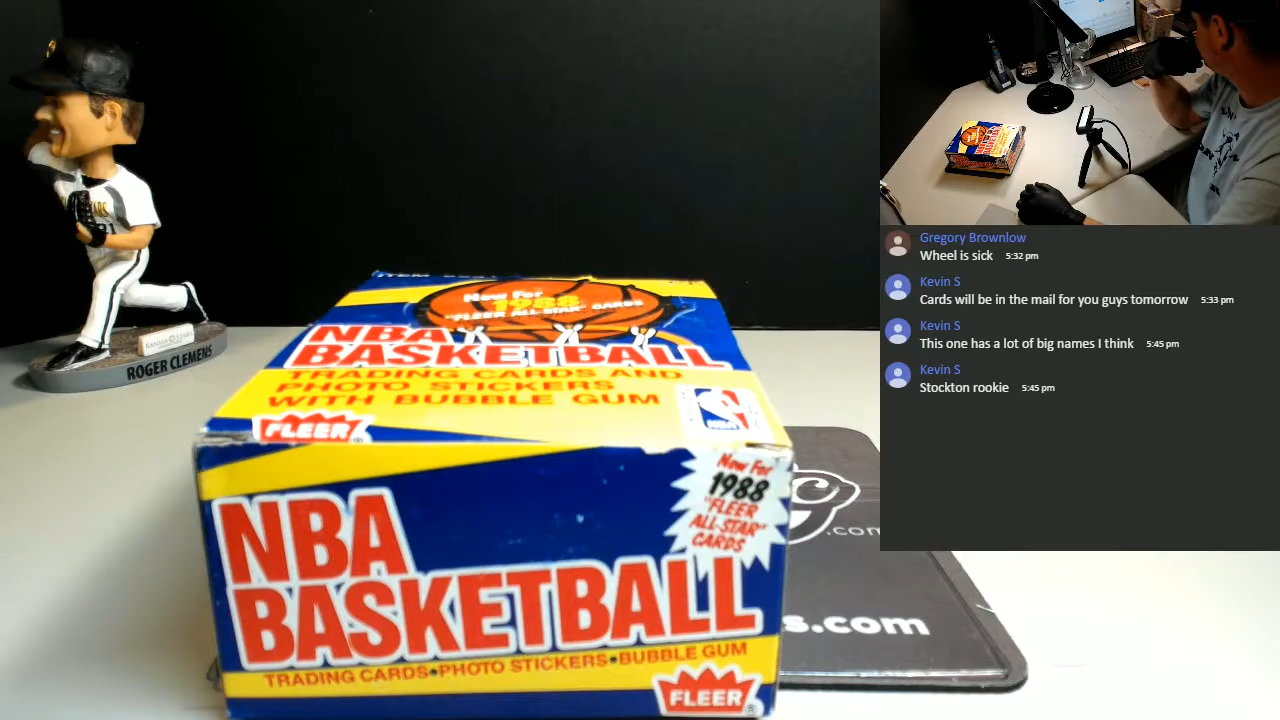 New For
1988
"FLEER ALL-STAR" CARDS
NBA
BASKETBALL
TRADING CARDS AND
PHOTO STICKERS
WITH BUBBLE GUM
FLEER
New For
1988
"FLEER
ALL-STAR"
CARDS
NBA
BASKETBALL
TRADING CARDS•PHOTO STICKERS•BUBBLE GUM
FLEER
ROGER CLEMENS
.com
s.com
Gregory Brownlow
Wheel is sick 5:32 pm
Kevin S
Cards will be in the mail for you guys tomorrow 5:33 pm
Kevin S
This one has a lot of big names I think 5:45 pm
Kevin S
Stockton rookie 5:45 pm